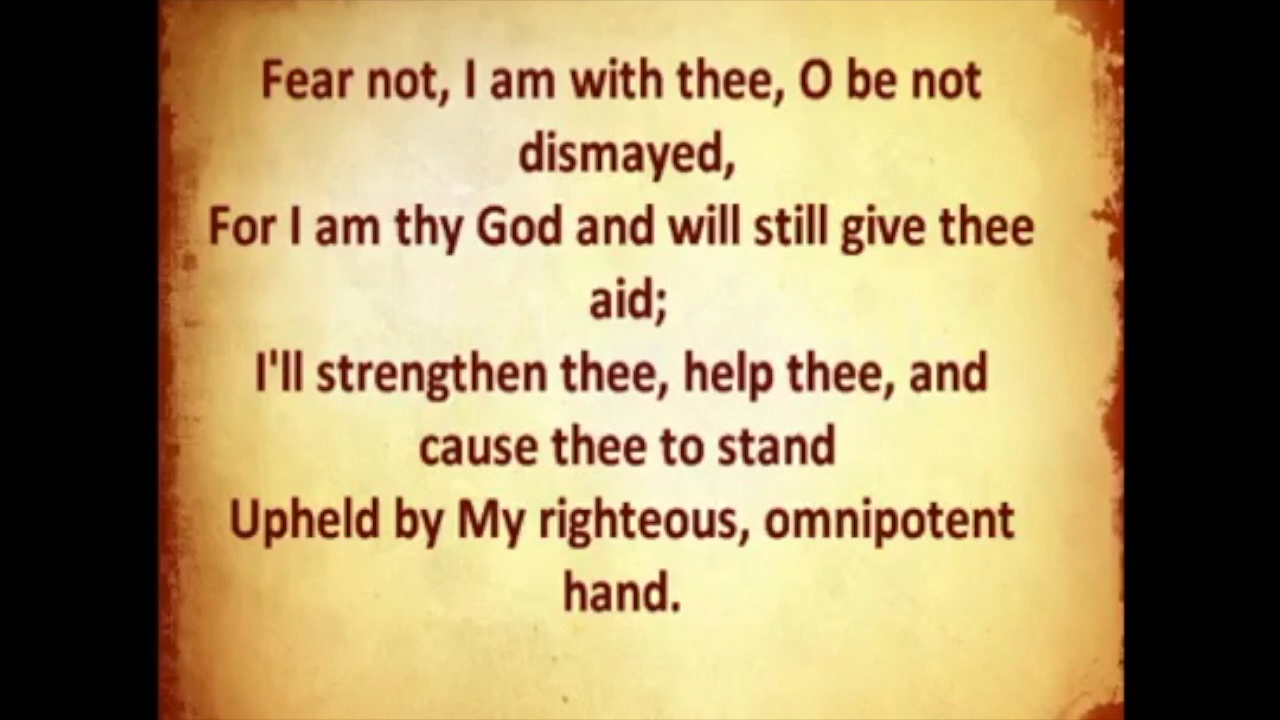 Fear not, I am with thee, O be not
dismayed,
For I am thy God and will still give thee
aid;
I'll strengthen thee, help thee, and
cause thee to stand
Upheld by My righteous, omnipotent
hand.